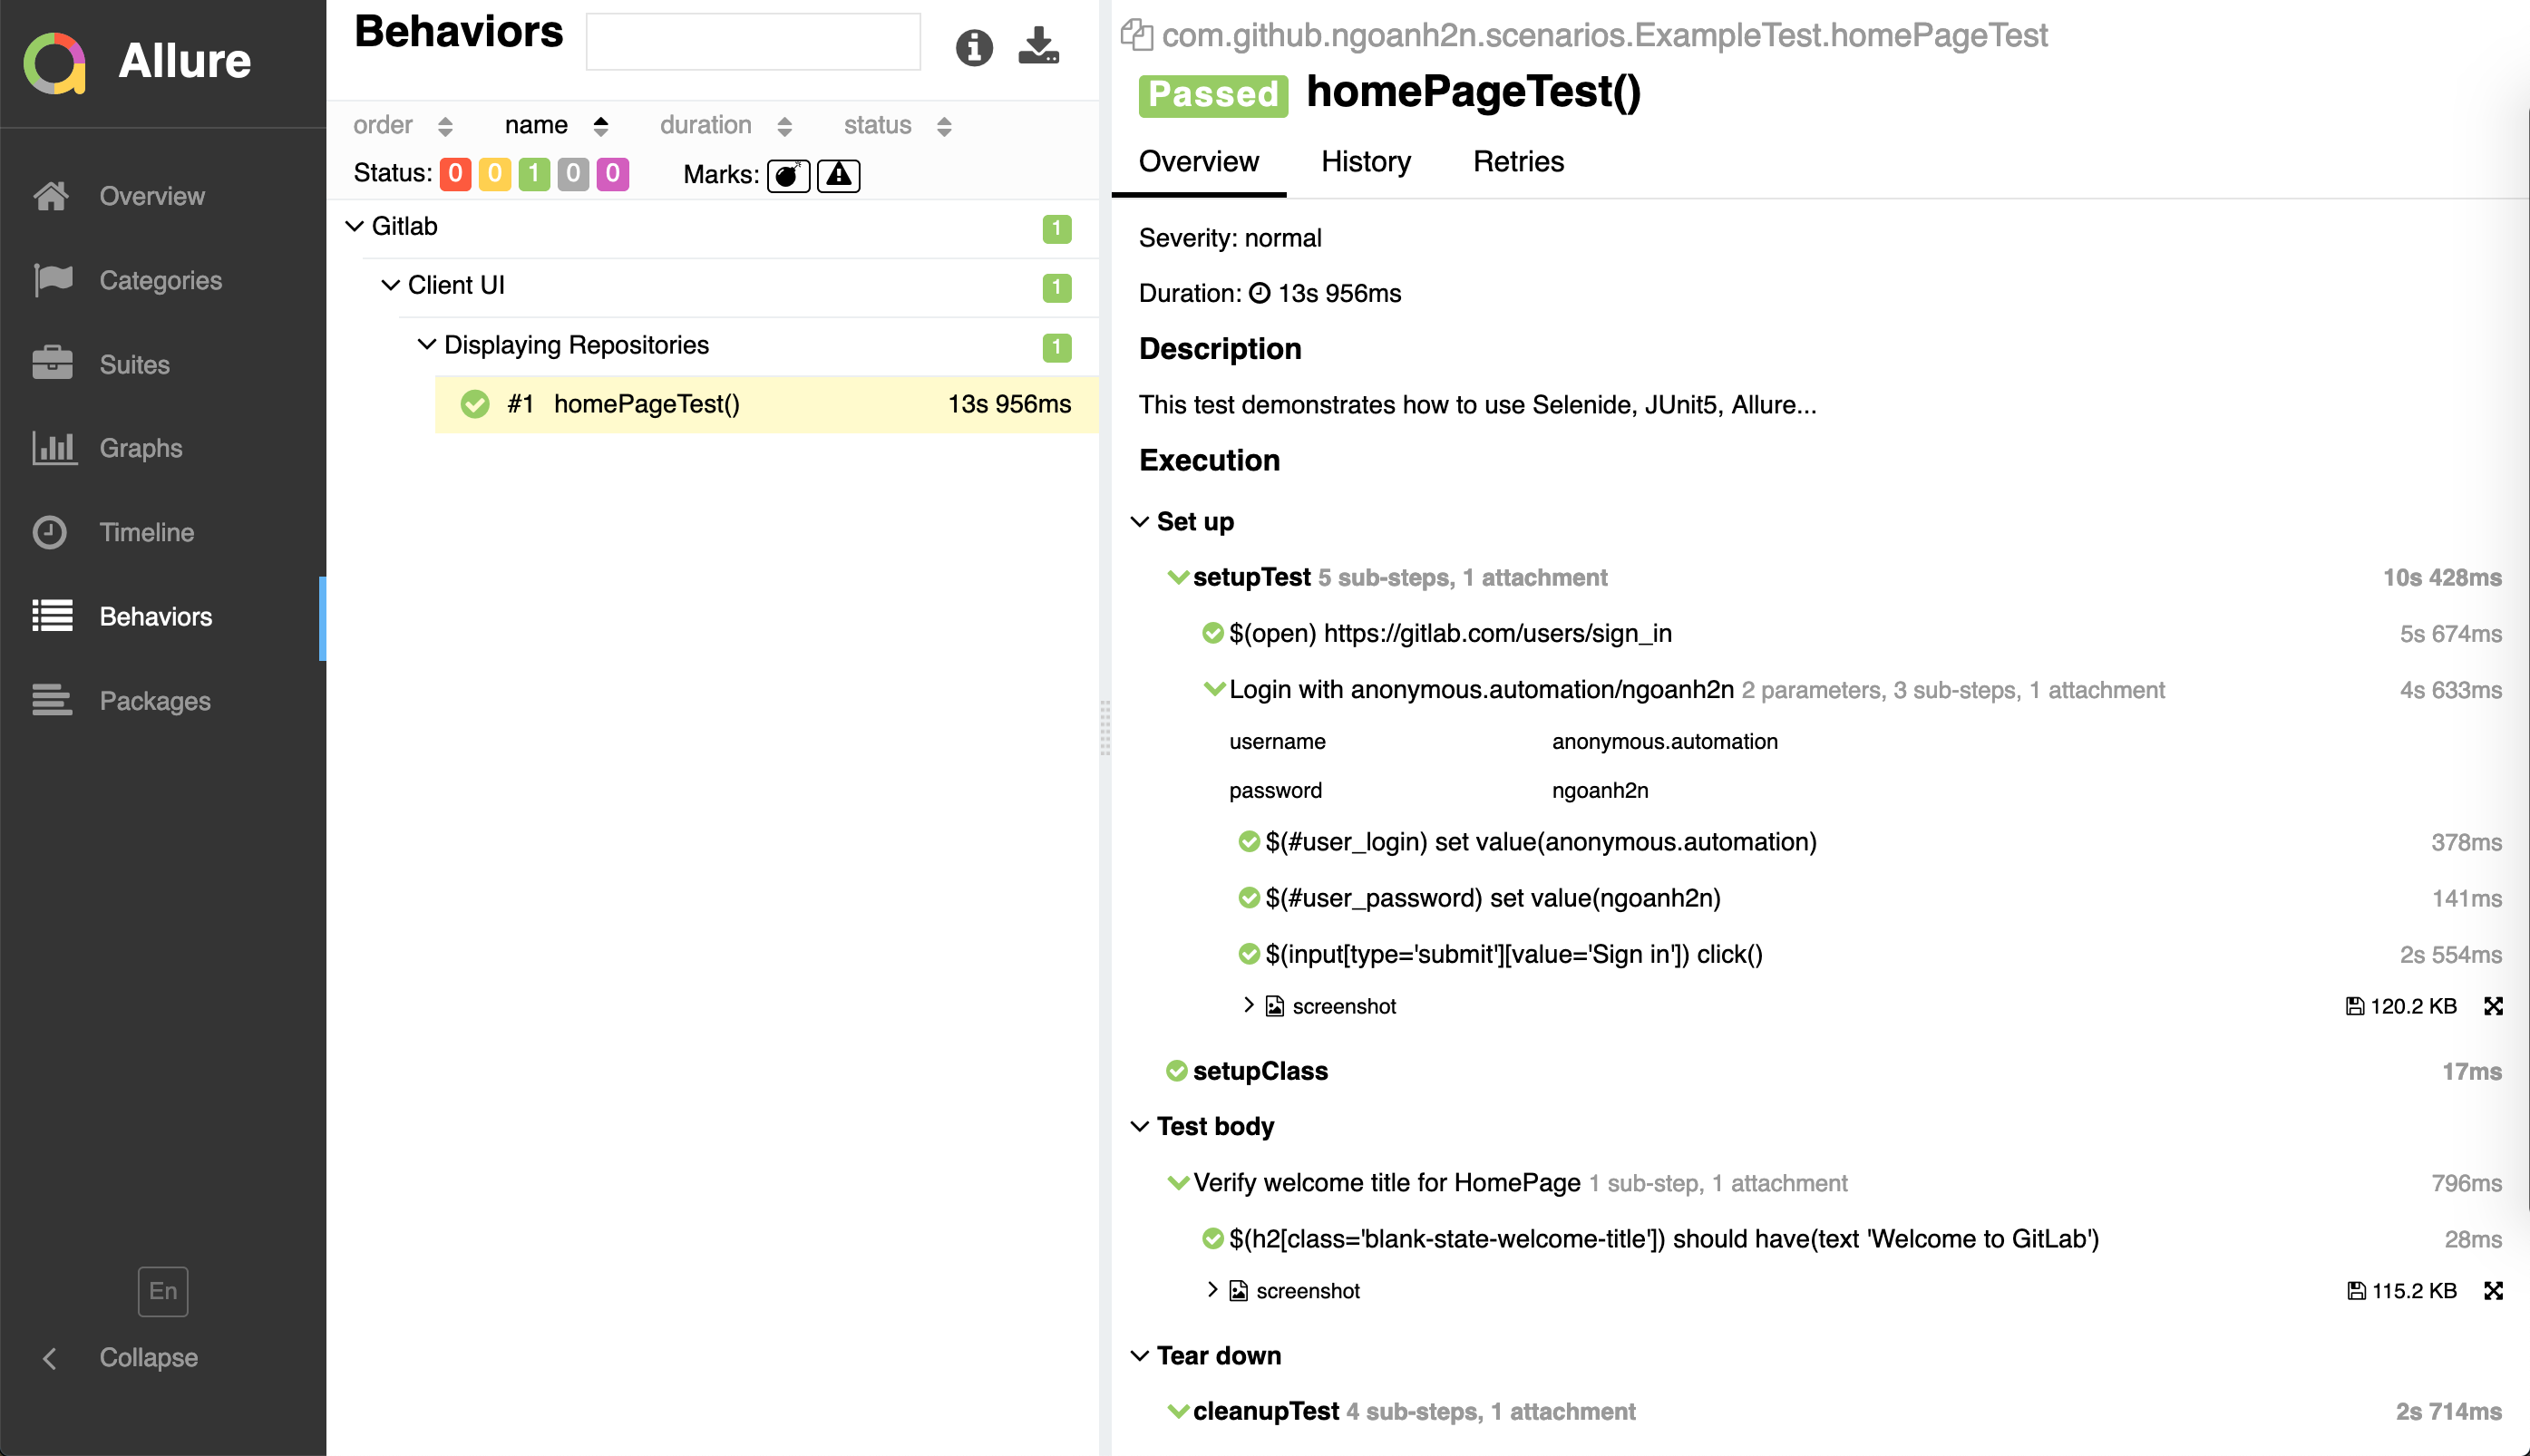 Allure
Overview
Categories
Suites
Graphs
Timeline
Behaviors
Packages
En
Collapse
Behaviors
order name duration status
Status: 0 0 1 0 0 Marks:
Gitlab 1
Client UI 1
Displaying Repositories 1
#1 homePageTest() 13s 956ms
com.github.ngoanh2n.scenarios.ExampleTest.homePageTest
Passed homePageTest()
Overview History Retries
Severity: normal
Duration: 13s 956ms
Description
This test demonstrates how to use Selenide, JUnit5, Allure...
Execution
Set up
setupTest 5 sub-steps, 1 attachment 10s 428ms
$(open) https://gitlab.com/users/sign_in 5s 674ms
Login with anonymous.automation/ngoanh2n 2 parameters, 3 sub-steps, 1 attachment 4s 633ms
username anonymous.automation
password ngoanh2n
$(#user_login) set value(anonymous.automation) 378ms
$(#user_password) set value(ngoanh2n) 141ms
$(input[type='submit'][value='Sign in']) click() 2s 554ms
screenshot 120.2 KB
setupClass 17ms
Test body
Verify welcome title for HomePage 1 sub-step, 1 attachment 796ms
$(h2[class='blank-state-welcome-title']) should have(text 'Welcome to GitLab') 28ms
screenshot 115.2 KB
Tear down
cleanupTest 4 sub-steps, 1 attachment 2s 714ms